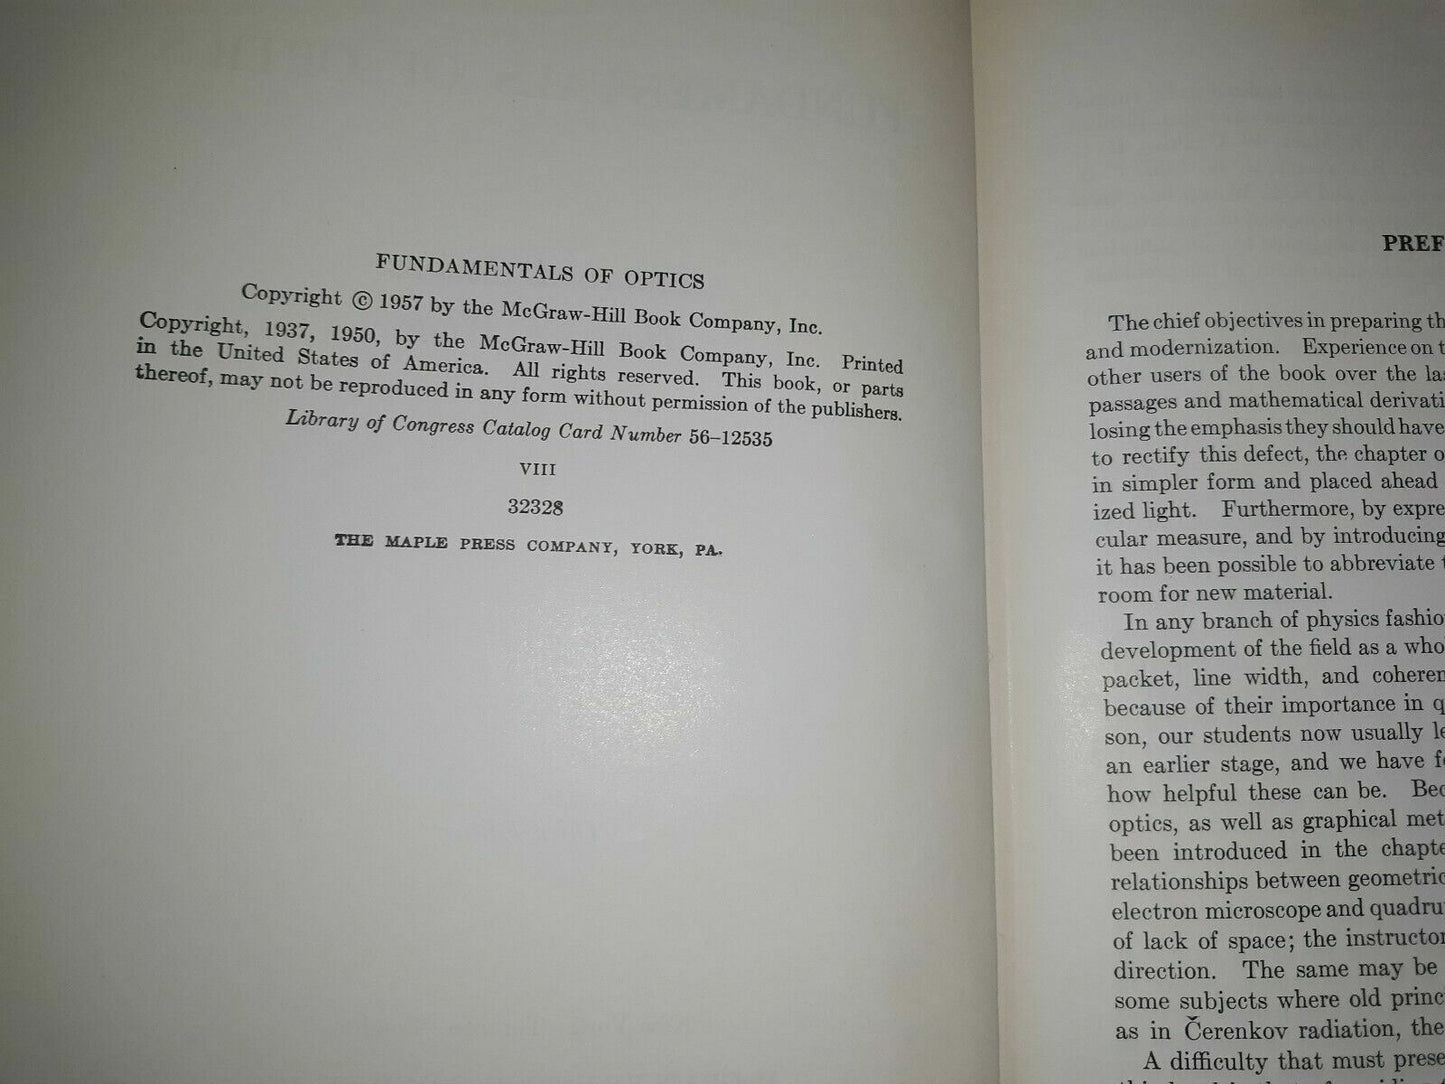 FUNDAMENTALS OF OPTICS
Copyright © 1957 by the McGraw-Hill Book Company, Inc.
Copyright, 1937, 1950, by the McGraw-Hill Book Company, Inc. Printed
in the United States of America. All rights reserved. This book, or parts
thereof, may not be reproduced in any form without permission of the publishers.
Library of Congress Catalog Card Number 56–12535
VIII
32328
THE MAPLE PRESS COMPANY, YORK, PA.
PREF
The chief objectives in preparing th
and modernization. Experience on t
other users of the book over the la
passages and mathematical derivati
losing the emphasis they should have
to rectify this defect, the chapter o
in simpler form and placed ahead
ized light. Furthermore, by expre
cular measure, and by introducing
it has been possible to abbreviate t
room for new material.
In any branch of physics fashio
development of the field as a who
packet, line width, and coheren
because of their importance in q
son, our students now usually le
an earlier stage, and we have f
how helpful these can be. Bec
optics, as well as graphical met
been introduced in the chapte
relationships between geometric
electron microscope and quadru
of lack of space; the instructor
direction. The same may be
some subjects where old princ
as in Čerenkov radiation, the
A difficulty that must prese